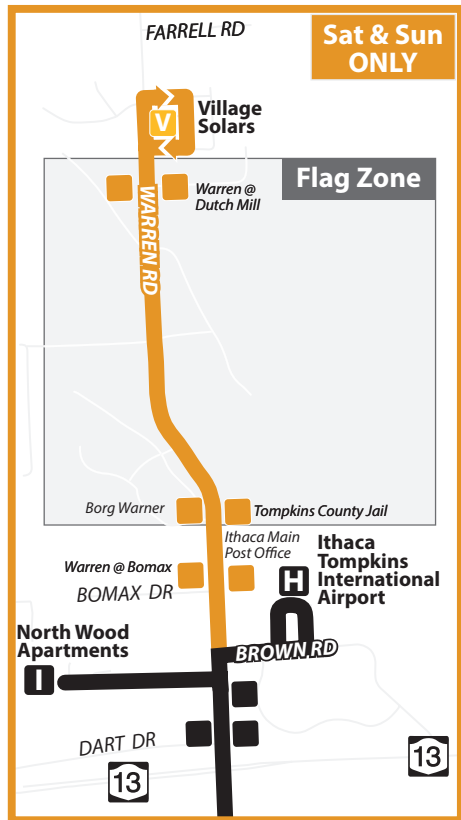 FARRELL RD
Sat & Sun
ONLY
V
Village
Solars
Flag Zone
Warren @
Dutch Mill
WARREN RD
Borg Warner
Tompkins County Jail
Ithaca Main
Post Office
Warren @ Bomax
BOMAX DR
H
Ithaca
Tompkins
International
Airport
North Wood
Apartments
BROWN RD
I
DART DR
13
13